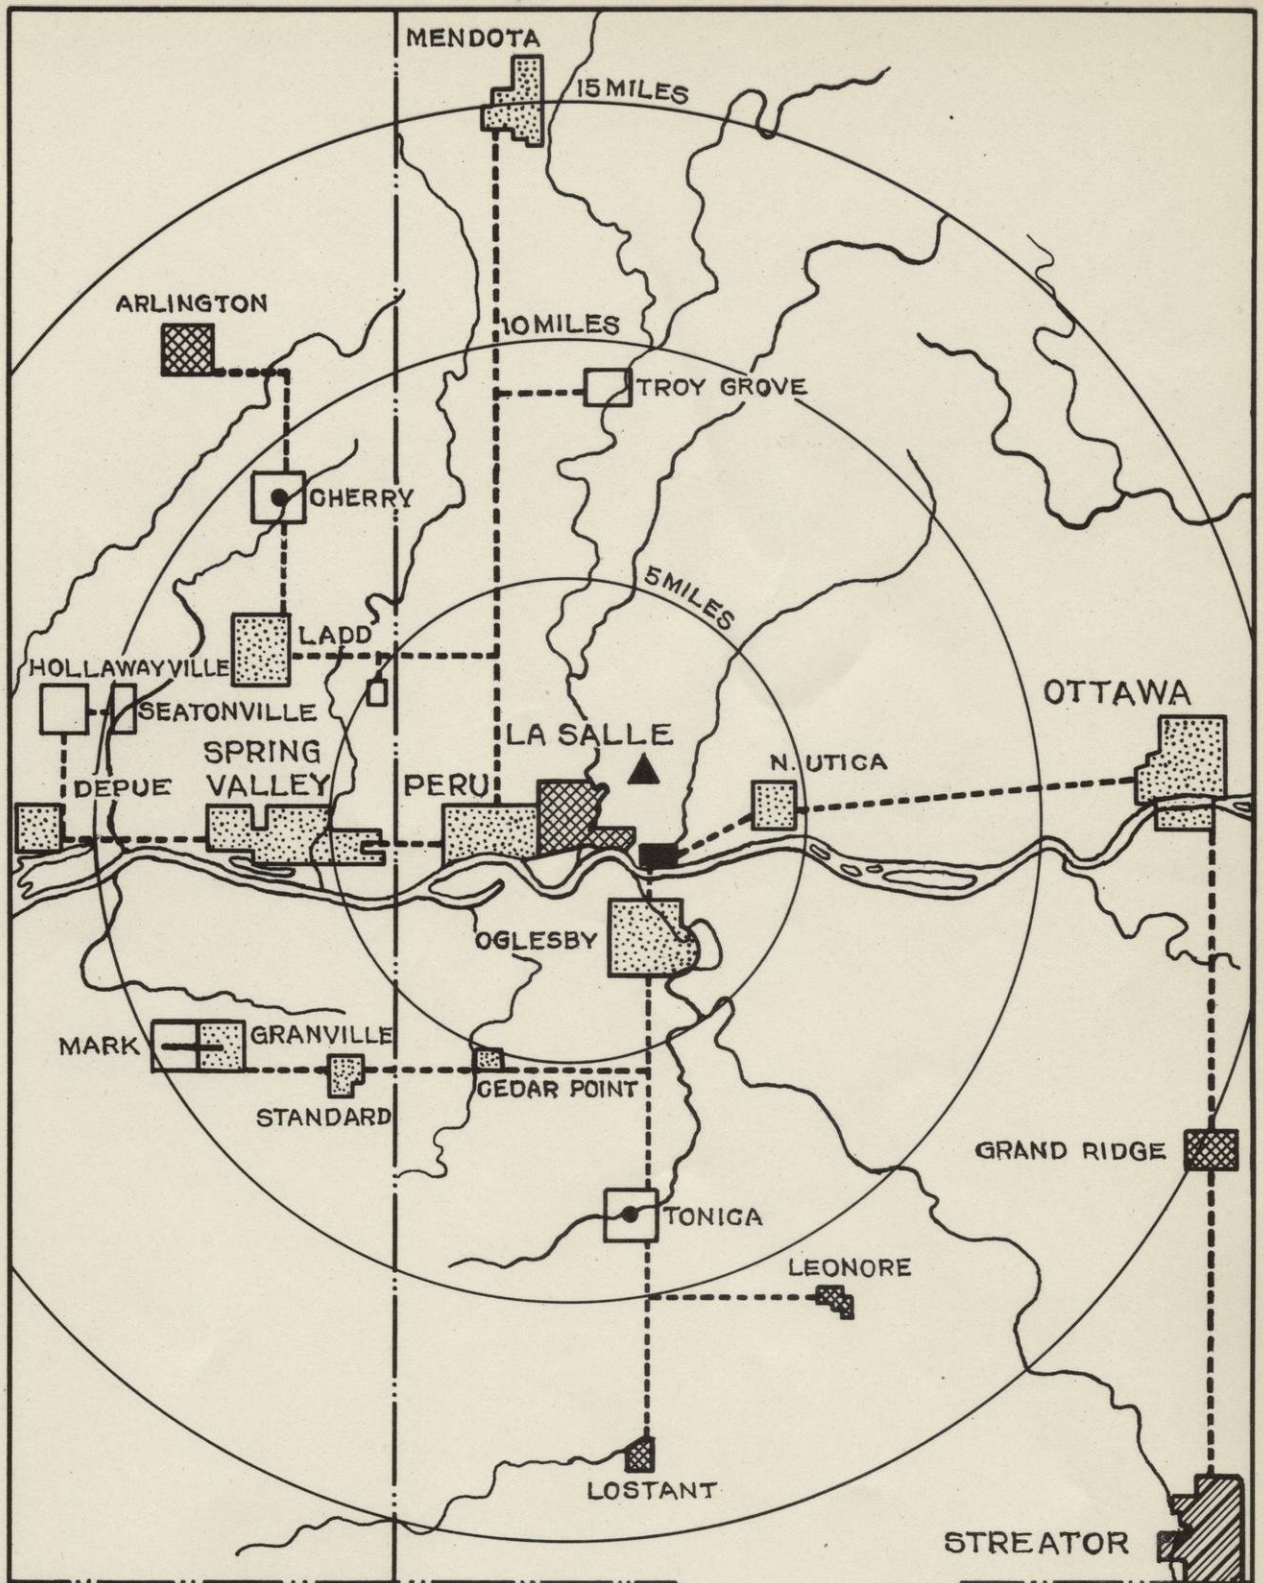 MENDOTA
15 MILES
ARLINGTON
10 MILES
TROY GROVE
CHERRY
5 MILES
LADD
HOLLAWAYVILLE
SEATONVILLE
OTTAWA
LA SALLE
SPRING
VALLEY
N. UTICA
DEPUE
PERU
OGLESBY
MARK
GRANVILLE
CEDAR POINT
STANDARD
GRAND RIDGE
TONICA
LEONORE
LOSTANT
STREATOR